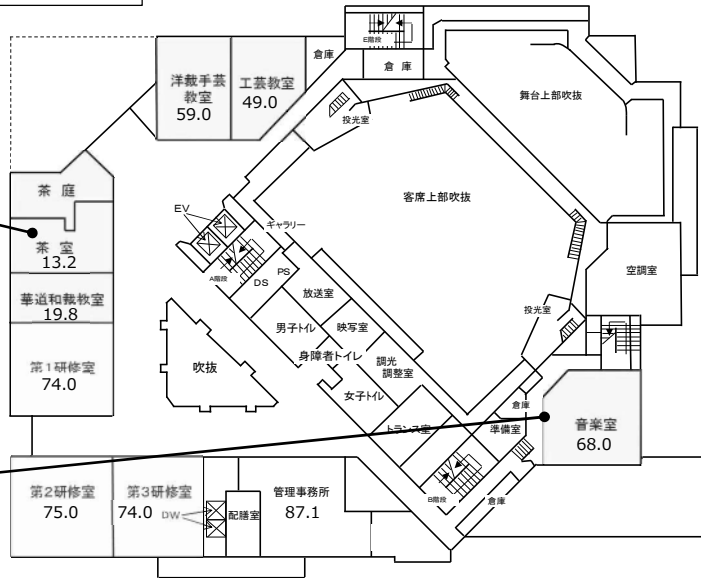 E階段
倉庫
倉 庫
洋裁手芸
教室
59.0
工芸教室
49.0
投光室
舞台上部吹抜
茶 庭
客席上部吹抜
EV
ギャラリー
茶 室
13.2
A階段
DS
PS
放送室
空調室
華道和裁教室
19.8
男子トイレ
映写室
投光室
身障者トイレ
調光
調整室
第1研修室
74.0
吹抜
女子トイレ
倉庫
トランス室
準備室
音楽室
68.0
第2研修室
75.0
第3研修室
74.0
DW
配膳室
管理事務所
87.1
B階段
倉庫